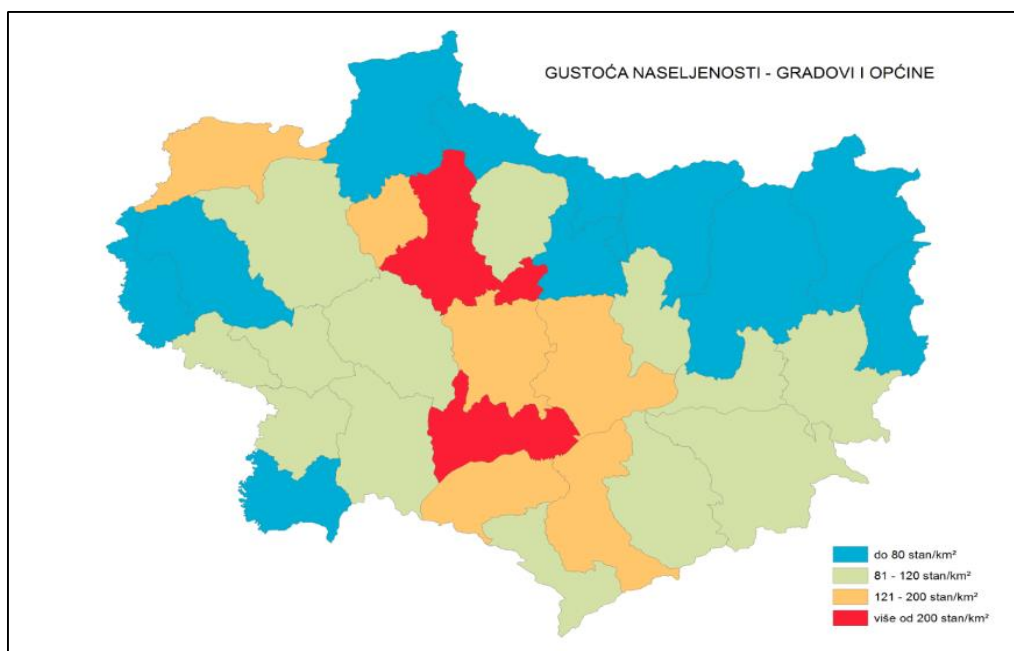 GUSTOĆA NASELJENOSTI - GRADOVI I OPĆINE
do 80 stan/km²
81 - 120 stan/km²
121 - 200 stan/km²
više od 200 stan/km²